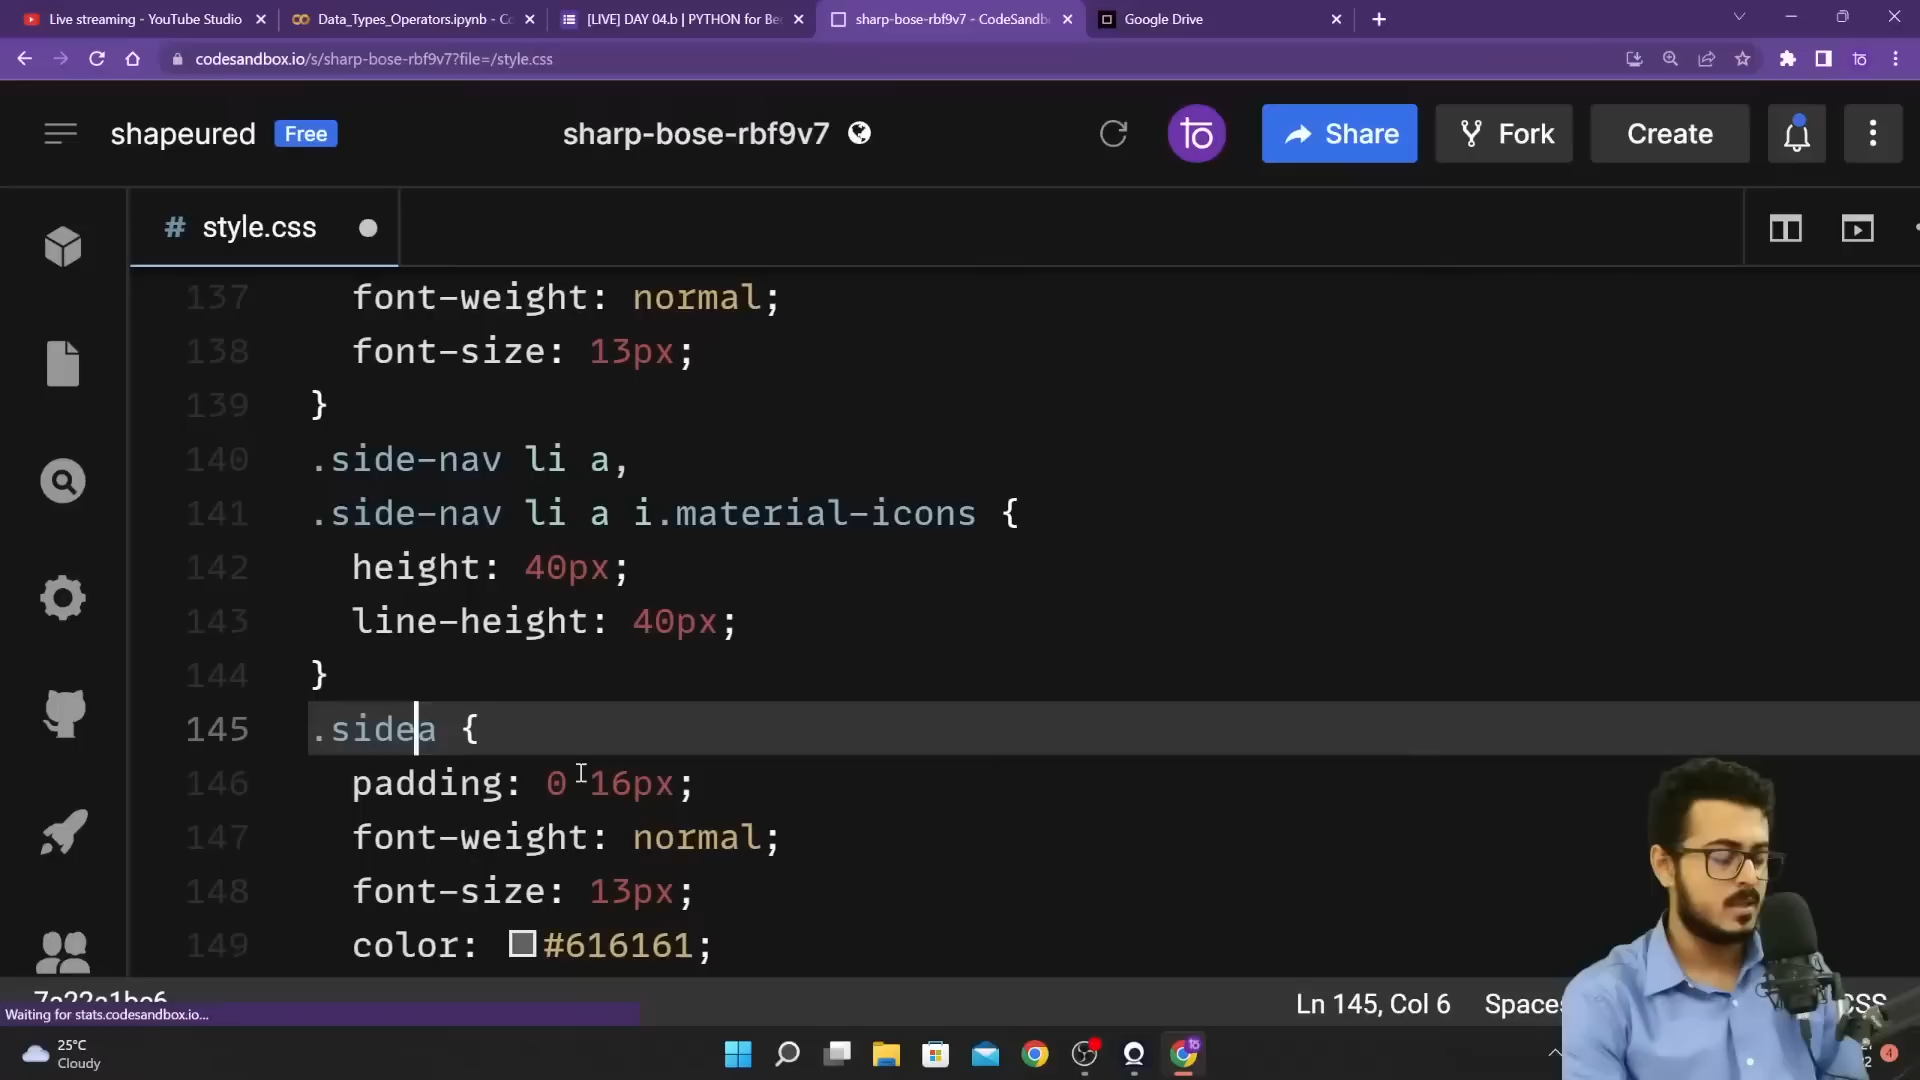 Live streaming - YouTube Studio
Data_Types_Operators.ipynb - Co
[LIVE] DAY 04.b | PYTHON for Be
sharp-bose-rbf9v7 - CodeSandb
Google Drive
codesandbox.io/s/sharp-bose-rbf9v7?file=/style.css
shapeured Free
sharp-bose-rbf9v7
Share
Fork
Create
# style.css
137 font-weight: normal;
138 font-size: 13px;
139 }
140 .side-nav li a,
141 .side-nav li a i.material-icons {
142 height: 40px;
143 line-height: 40px;
144 }
145 .sidea {
146 padding: 0 16px;
147 font-weight: normal;
148 font-size: 13px;
149 color: #616161;
Ln 145, Col 6
CSS
Waiting for stats.codesandbox.io...
25°C
Cloudy
4